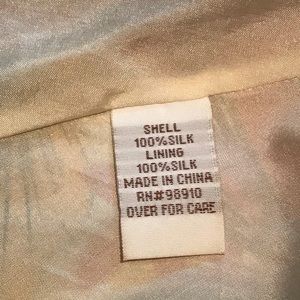 SHELL
100%SILK
LINING
100%SILK
MADE IN CHINA
RN#98910
OVER FOR CARE